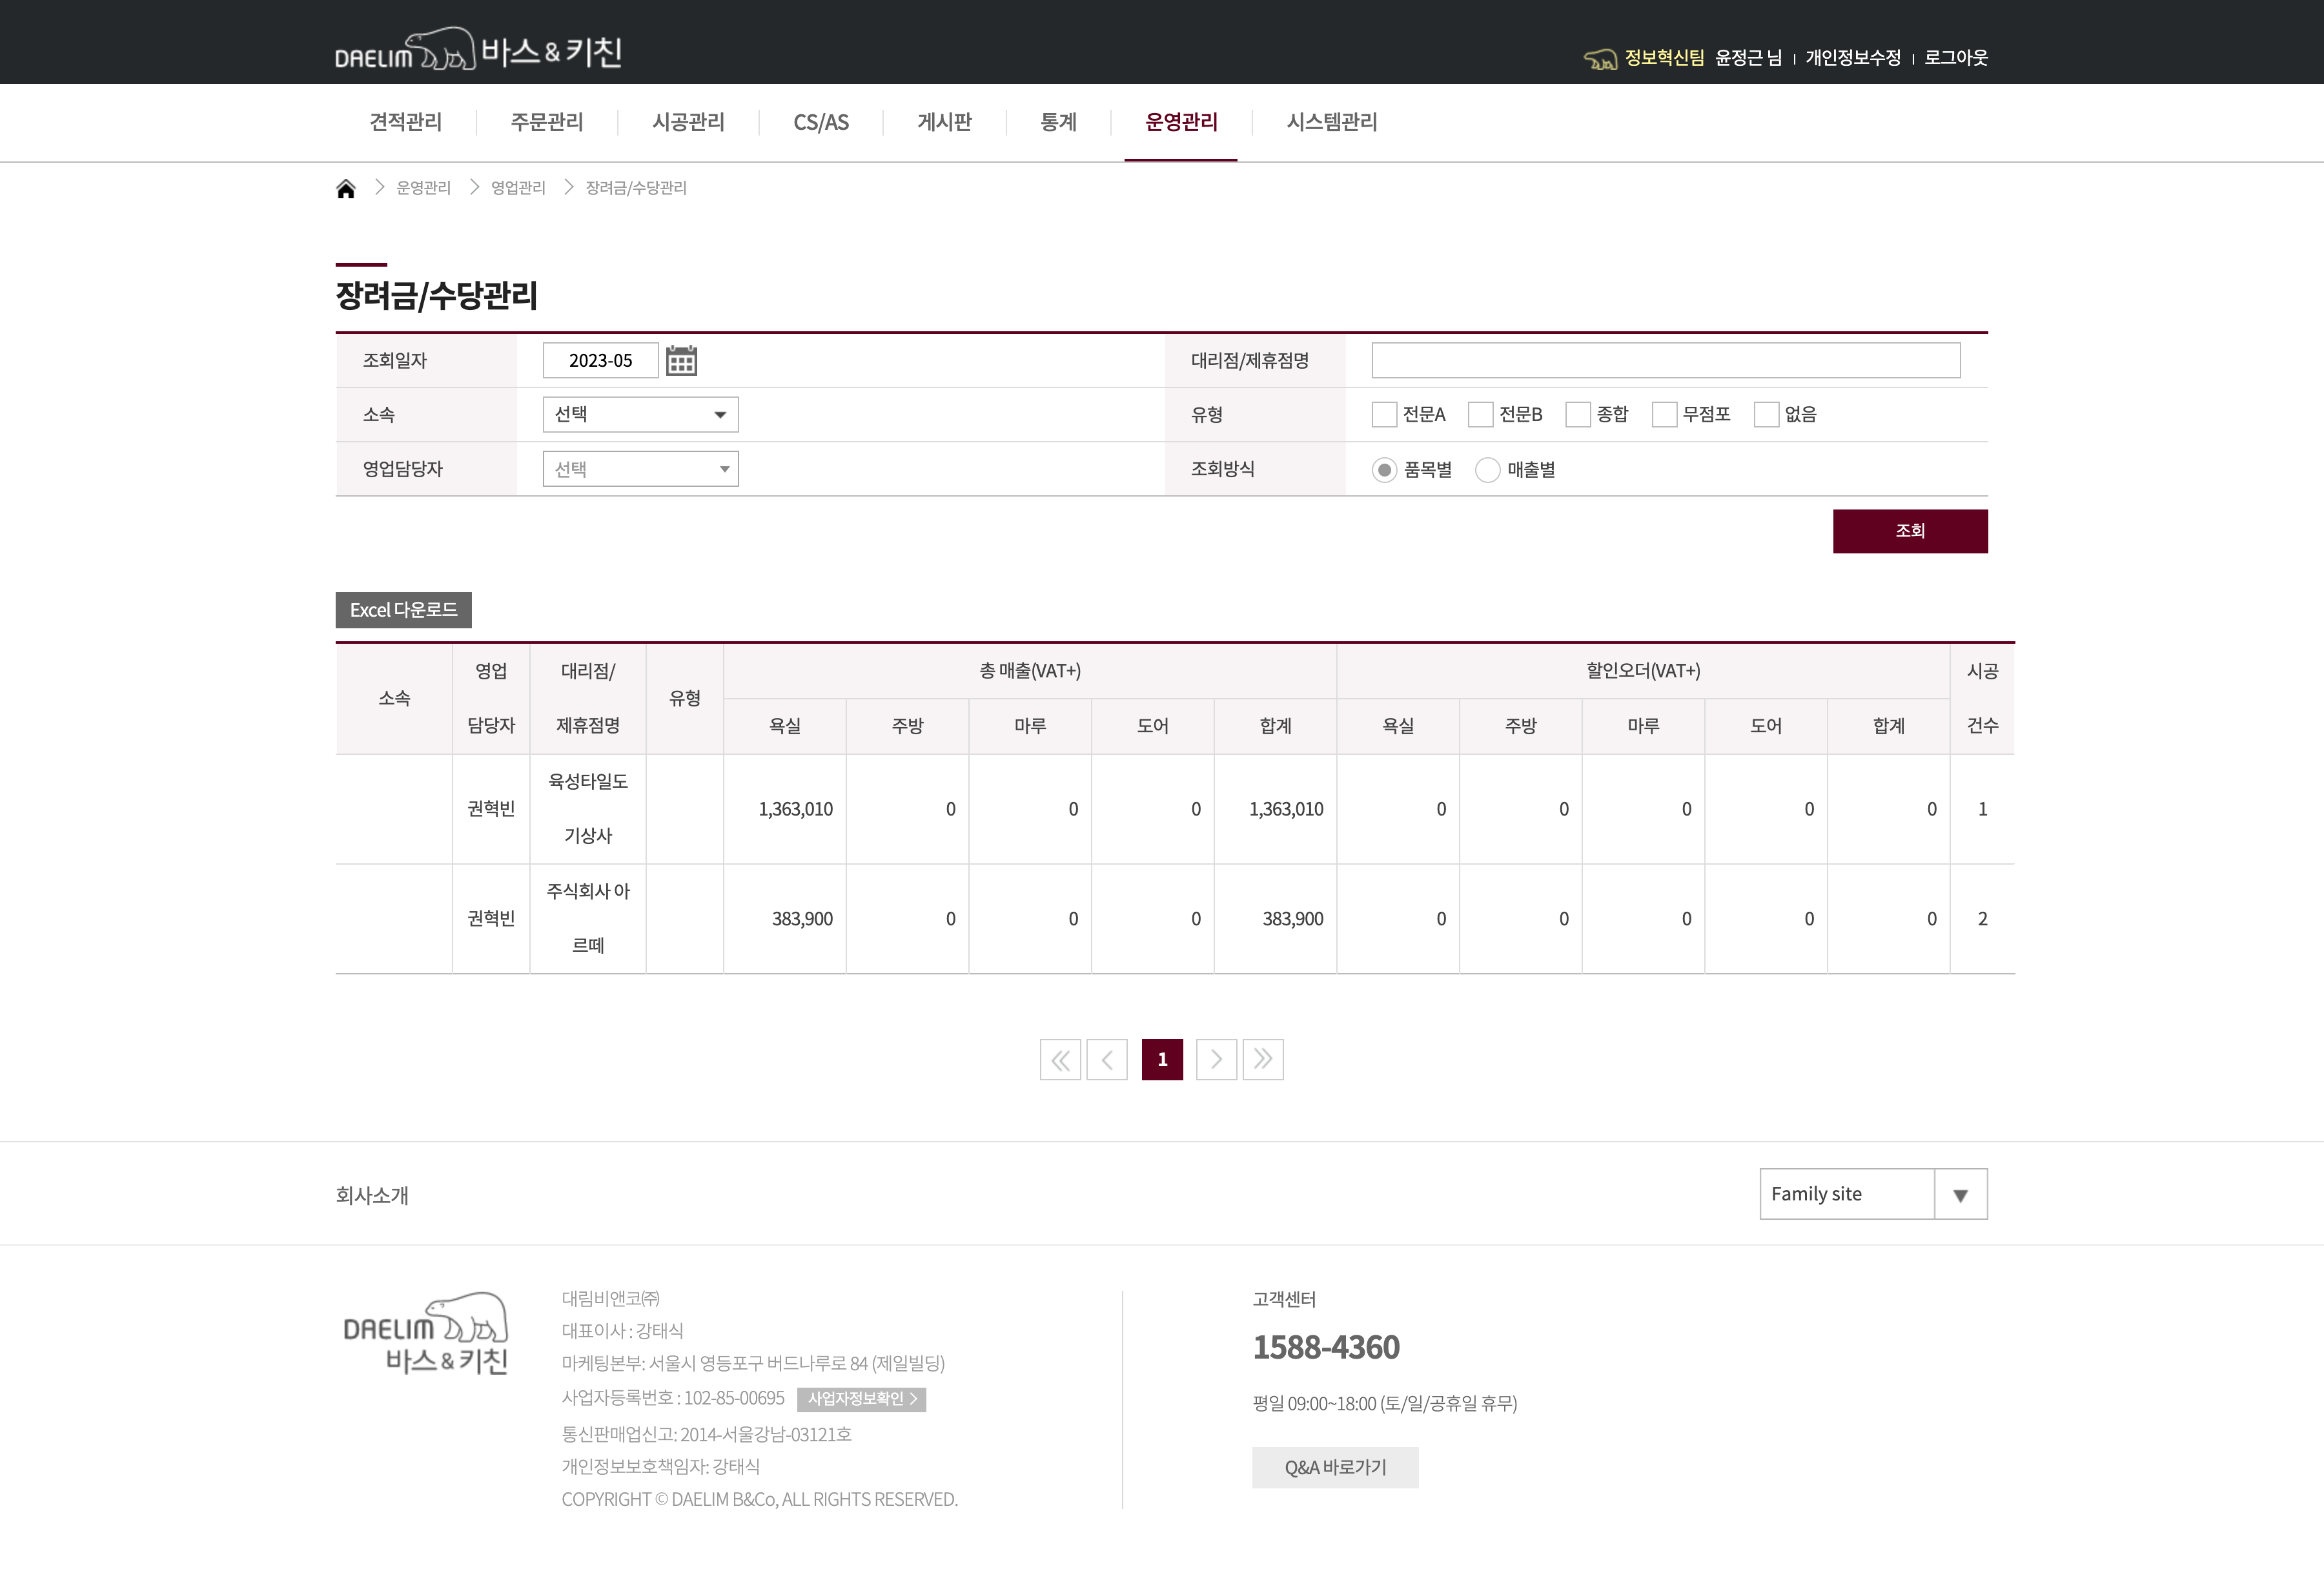 DAELIM 바스&키친
정보혁신팀 윤정근 님 개인정보수정 로그아웃
견적관리 주문관리 시공관리 CS/AS 게시판 통계 운영관리 시스템관리
운영관리 영업관리 장려금/수당관리
장려금/수당관리
조회일자 2023-05 대리점/제휴점명
소속 선택 유형 전문A 전문B 종합 무점포 없음
영업담당자 선택 조회방식 품목별 매출별
조회
Excel 다운로드
소속 영업 담당자 대리점/ 제휴점명 유형 총 매출(VAT+) 할인오더(VAT+) 시공 건수
욕실 주방 마루 도어 합계 욕실 주방 마루 도어 합계
권혁빈 육성타일도 기상사 1,363,010 0 0 0 1,363,010 0 0 0 0 0 1
권혁빈 주식회사 아 르떼 383,900 0 0 0 383,900 0 0 0 0 0 2
1
회사소개
Family site
DAELIM
바스&키친
대림비앤코㈜
대표이사 : 강태식
마케팅본부: 서울시 영등포구 버드나루로 84 (제일빌딩)
사업자등록번호 : 102-85-00695 사업자정보확인
통신판매업신고: 2014-서울강남-03121호
개인정보보호책임자: 강태식
COPYRIGHT © DAELIM B&Co, ALL RIGHTS RESERVED.
고객센터
1588-4360
평일 09:00~18:00 (토/일/공휴일 휴무)
Q&A 바로가기